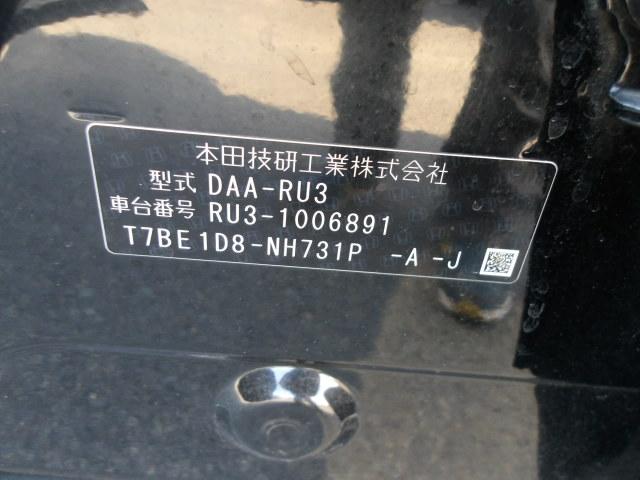 本田技研工業株式会社
型式 DAA-RU3
車台番号 RU3-1006891
T7BE1D8-NH731P -A -J